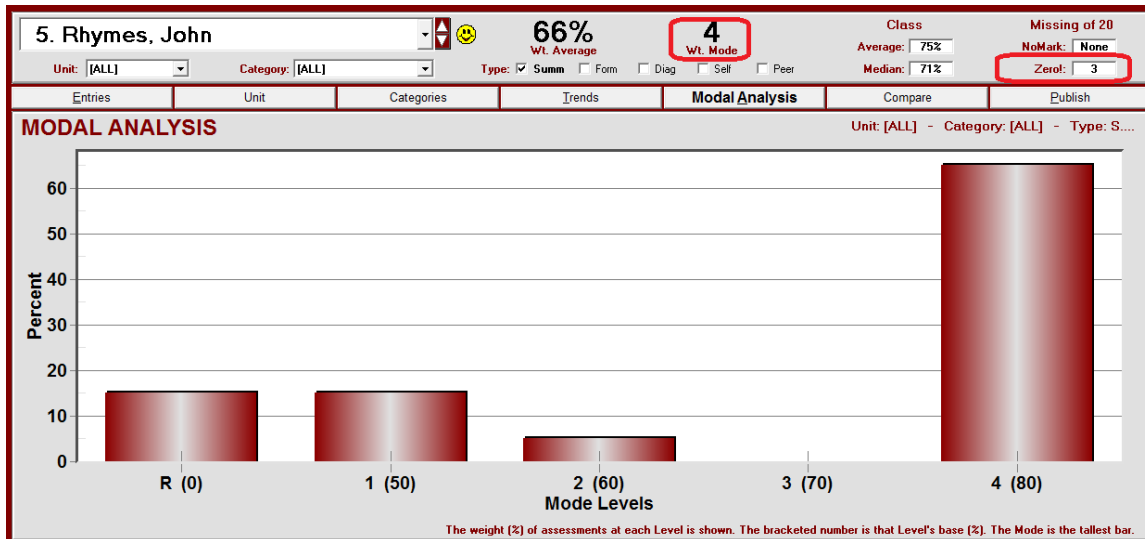 5. Rhymes, John
66%
Wt. Average
4
Wt. Mode
Class
Average: 75%
Median: 71%
Missing of 20
NoMark: None
Zero!: 3
Unit: [ALL] Category: [ALL] Type: Summ Form Diag Self Peer
Entries Unit Categories Trends Modal Analysis Compare Publish
MODAL ANALYSIS
Unit: [ALL] - Category: [ALL] - Type: S....
Percent
60
50
40
30
20
10
0
R (0) 1 (50) 2 (60) 3 (70) 4 (80)
Mode Levels
The weight (%) of assessments at each Level is shown. The bracketed number is that Level's base (%). The Mode is the tallest bar.